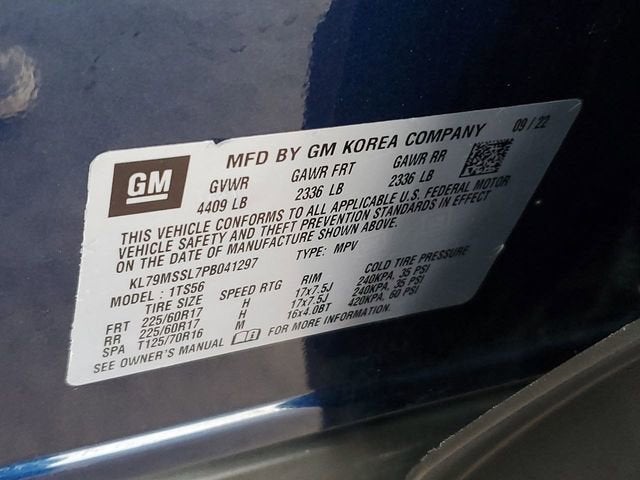 GM
MFD BY GM KOREA COMPANY 09/22
GVWR GAWR FRT GAWR RR
4409 LB 2336 LB 2336 LB
THIS VEHICLE CONFORMS TO ALL APPLICABLE U.S. FEDERAL MOTOR
VEHICLE SAFETY AND THEFT PREVENTION STANDARDS IN EFFECT
ON THE DATE OF MANUFACTURE SHOWN ABOVE.
KL79MSSL7PB041297 TYPE: MPV
MODEL: 1TS56
TIRE SIZE SPEED RTG RIM COLD TIRE PRESSURE
FRT 225/60R17 H 17x7.5J 240KPA, 35 PSI
RR 225/60R17 H 17x7.5J 240KPA, 35 PSI
SPA T125/70R16 M 16x4.0BT 420KPA, 60 PSI
SEE OWNER'S MANUAL FOR MORE INFORMATION.